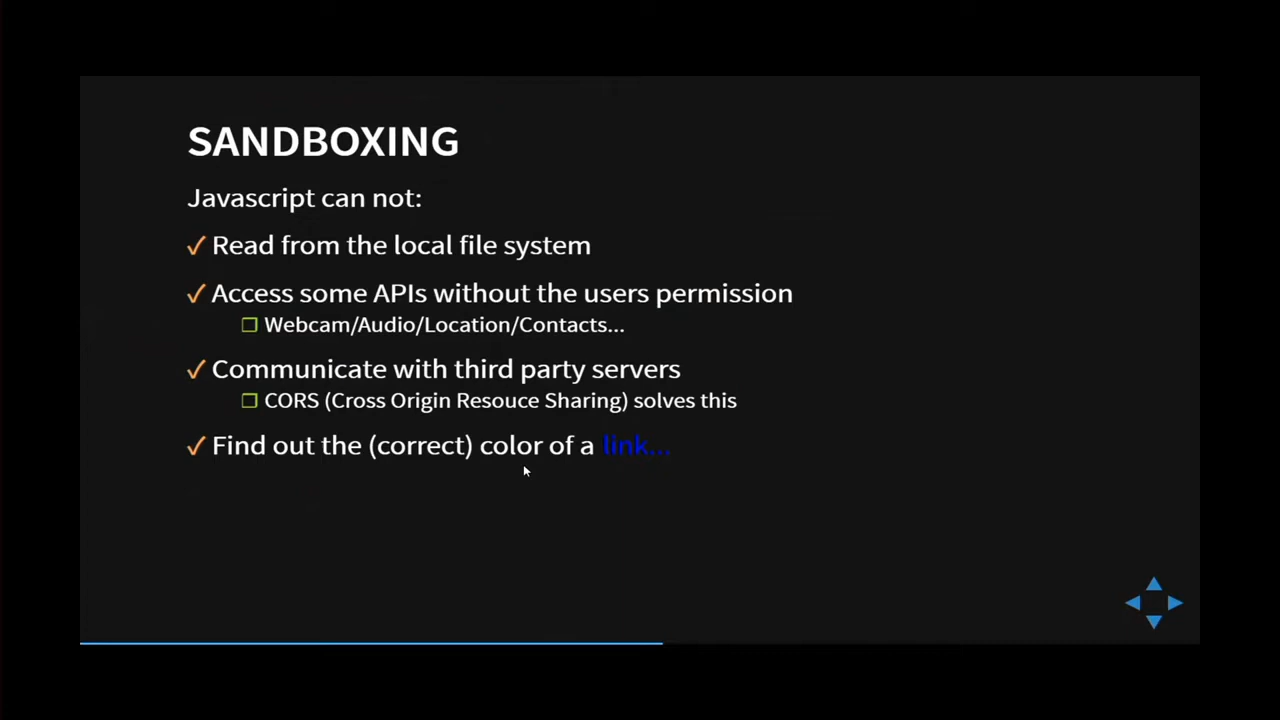 SANDBOXING
Javascript can not:
✓ Read from the local file system
✓ Access some APIs without the users permission
❒ Webcam/Audio/Location/Contacts...
✓ Communicate with third party servers
❒ CORS (Cross Origin Resouce Sharing) solves this
✓ Find out the (correct) color of a link...